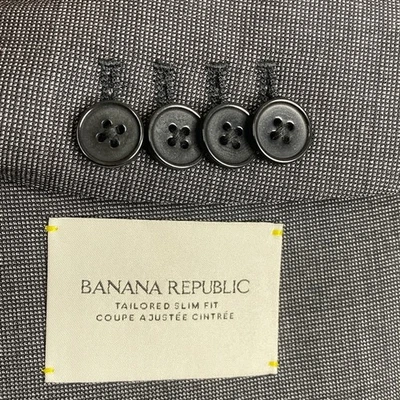 BANANA REPUBLIC
TAILORED SLIM FIT
COUPE AJUSTÉE CINTRÉE